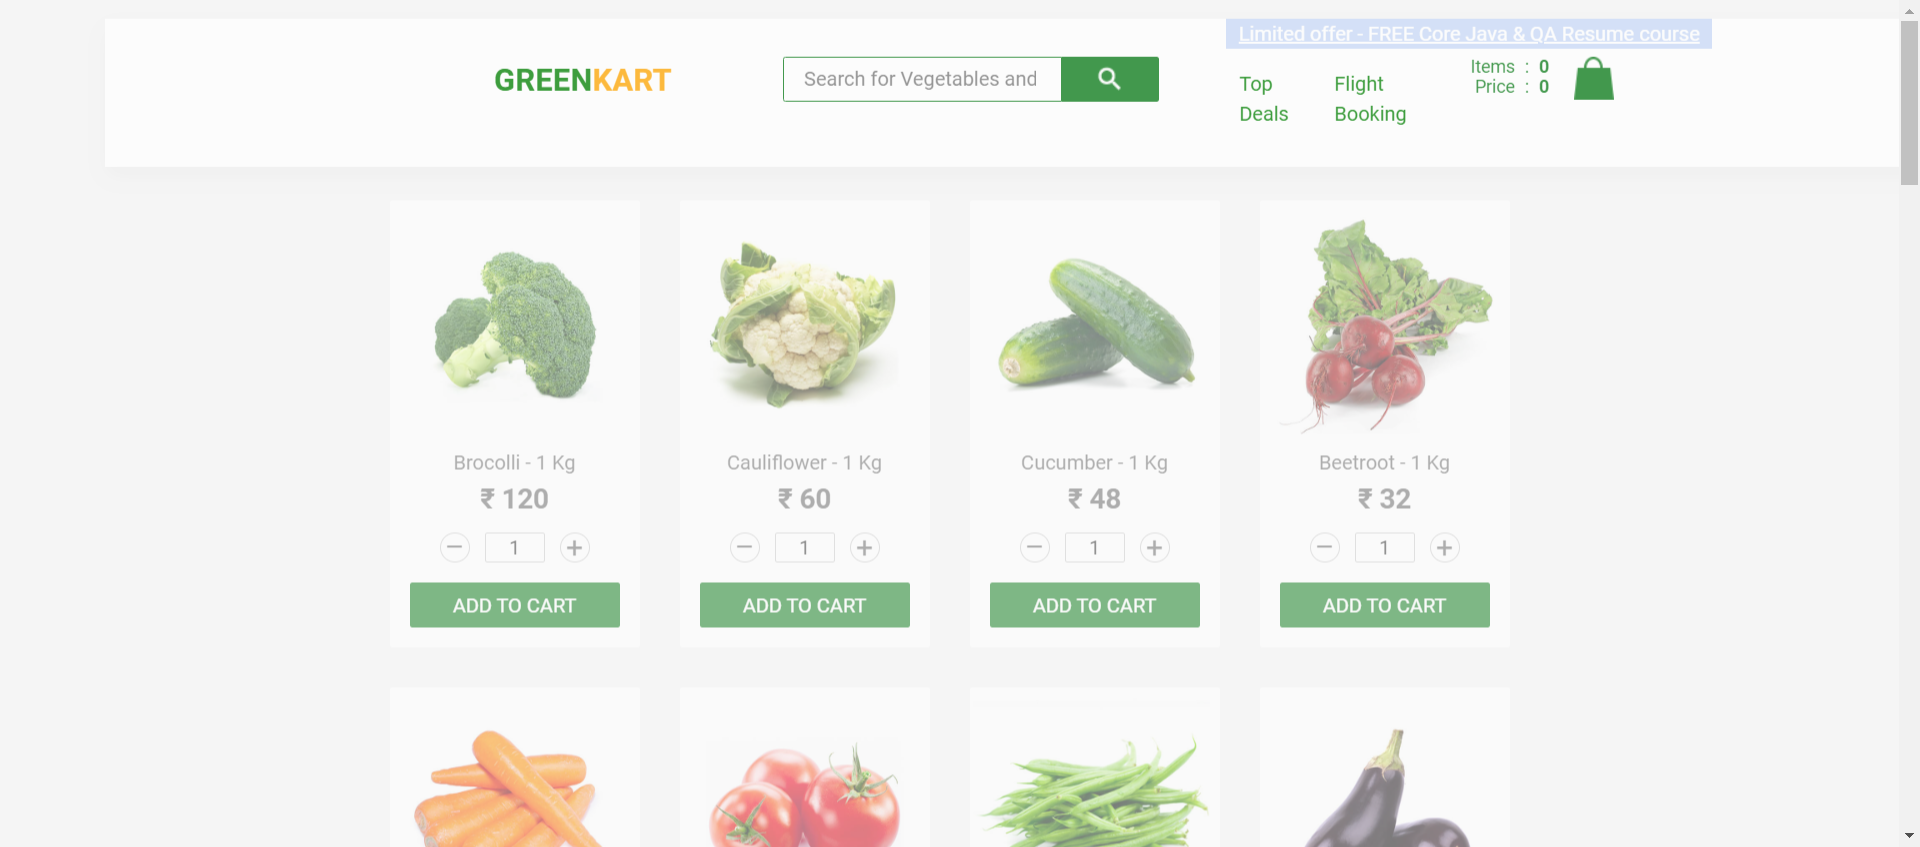 Limited offer - FREE Core Java & QA Resume course
GREENKART
Search for Vegetables and
Top Deals
Flight Booking
Items : 0
Price : 0
Brocolli - 1 Kg
₹ 120
1
ADD TO CART
Cauliflower - 1 Kg
₹ 60
1
ADD TO CART
Cucumber - 1 Kg
₹ 48
1
ADD TO CART
Beetroot - 1 Kg
₹ 32
1
ADD TO CART